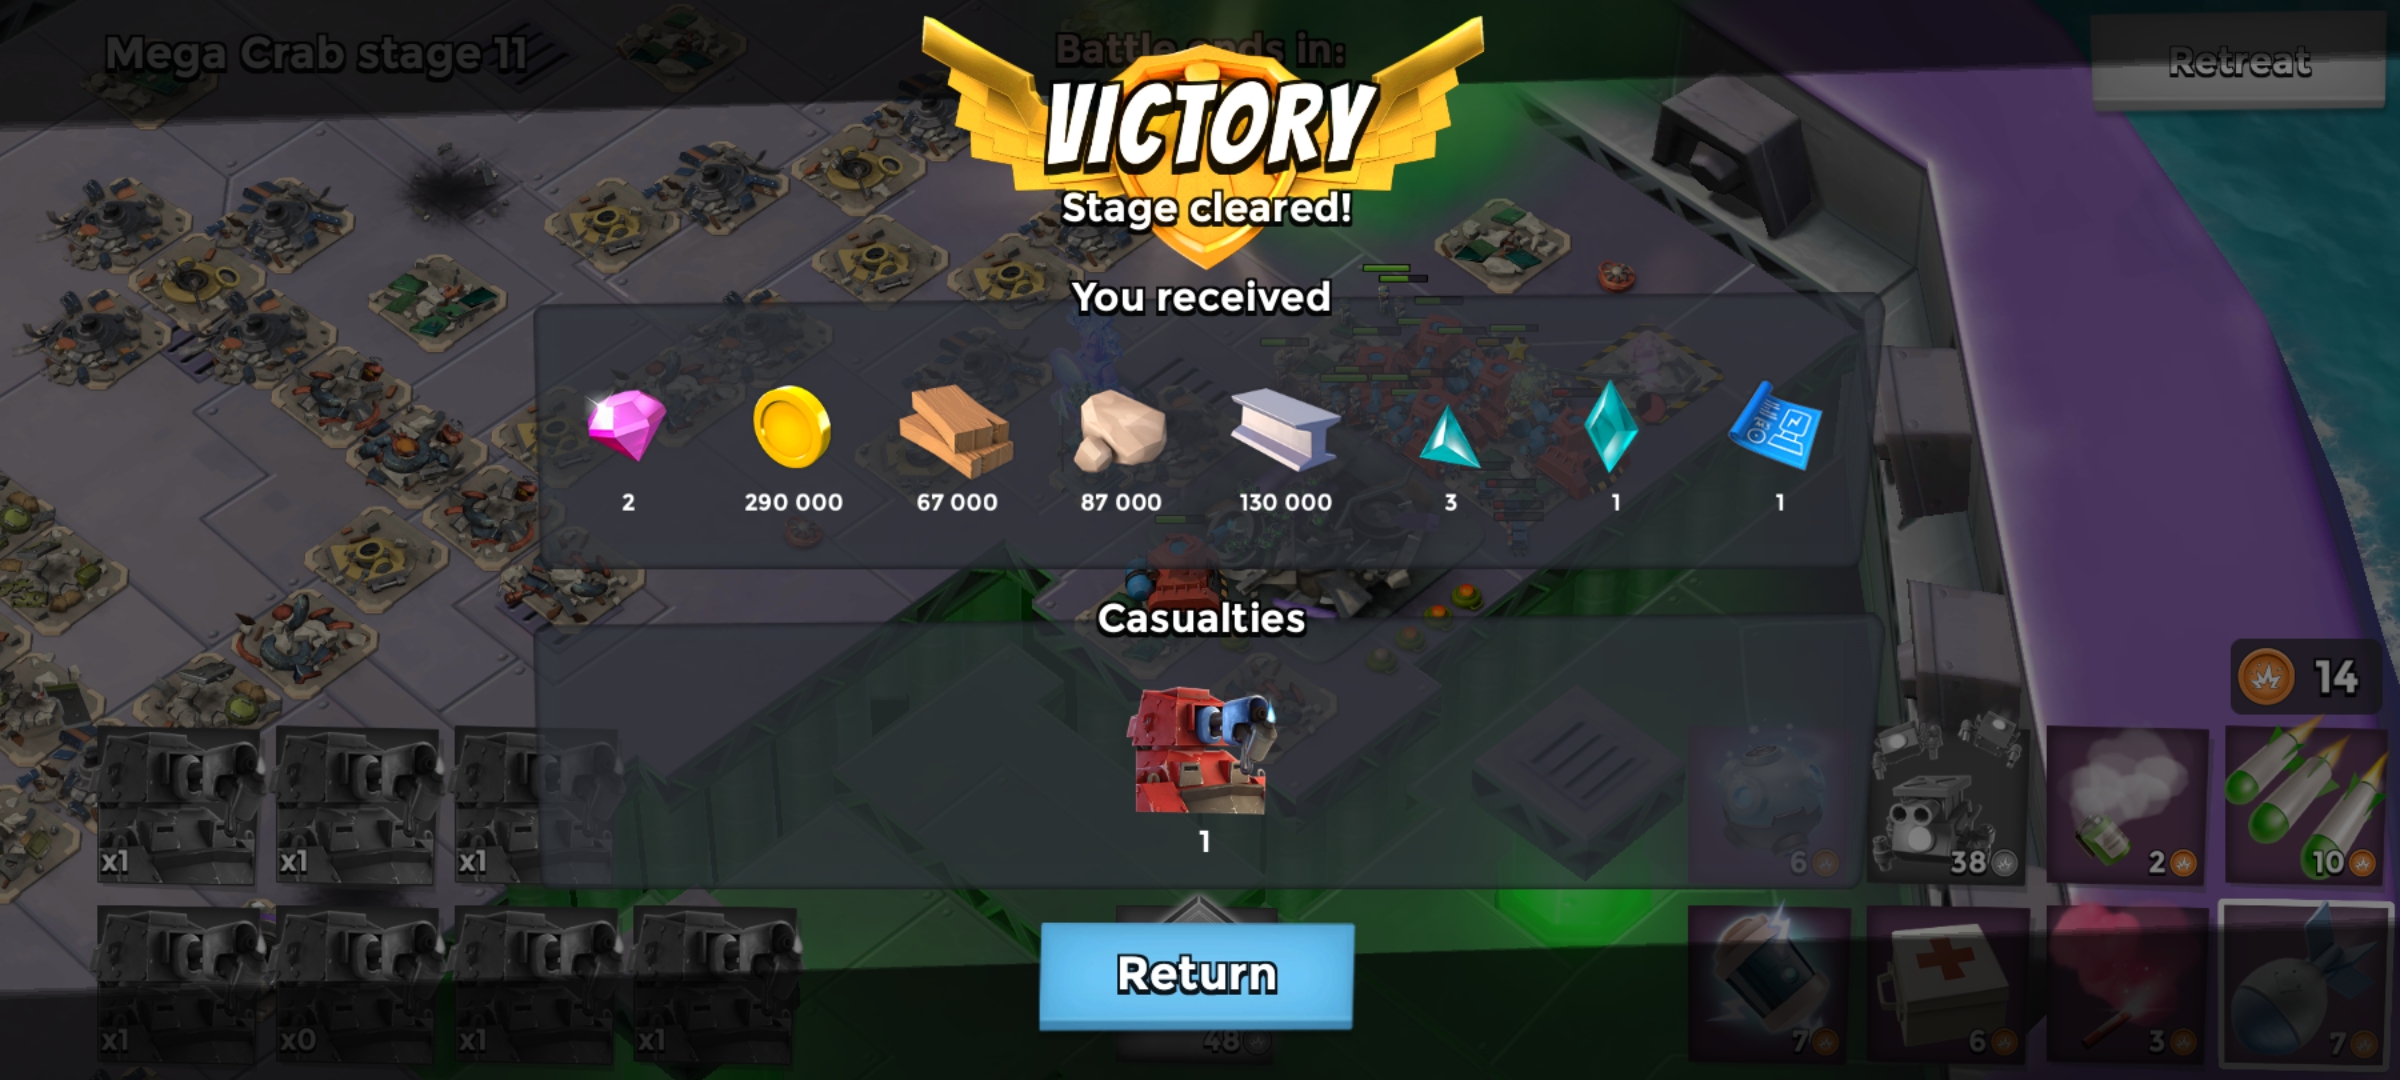 Mega Crab stage 11
Battle ends in:
Retreat
VICTORY
Stage cleared!
You received
2
290 000
67 000
87 000
130 000
3
1
1
Casualties
1
14
x1
x1
x1
6
38
2
10
x1
x0
x1
x1
Return
48
7
6
3
7